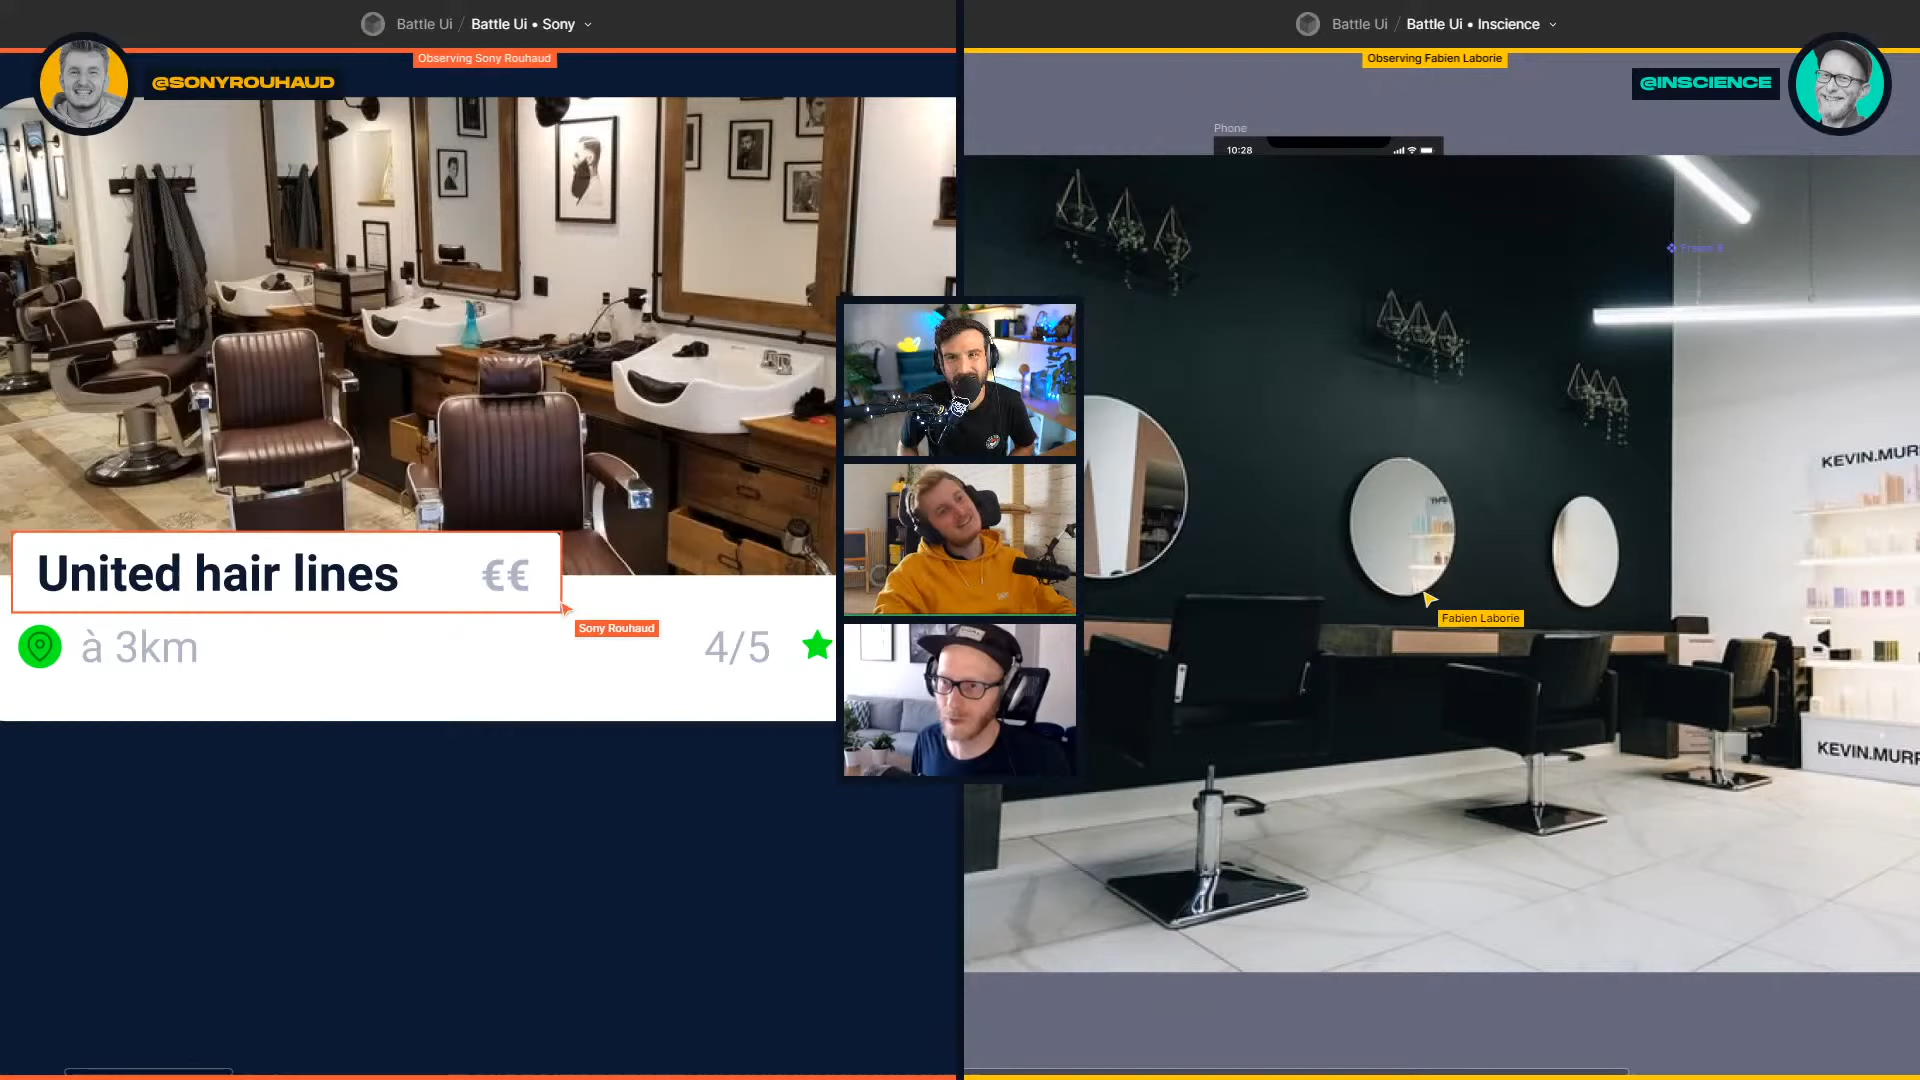 Battle Ui / Battle Ui • Sony
Observing Sony Rouhaud
@SONYROUHAUD
United hair lines €€
Sony Rouhaud
à 3km 4/5
Battle Ui / Battle Ui • Inscience
Observing Fabien Laborie
@INSCIENCE
Phone
10:28
KEVIN.MUR
Fabien Laborie
KEVIN.MUR